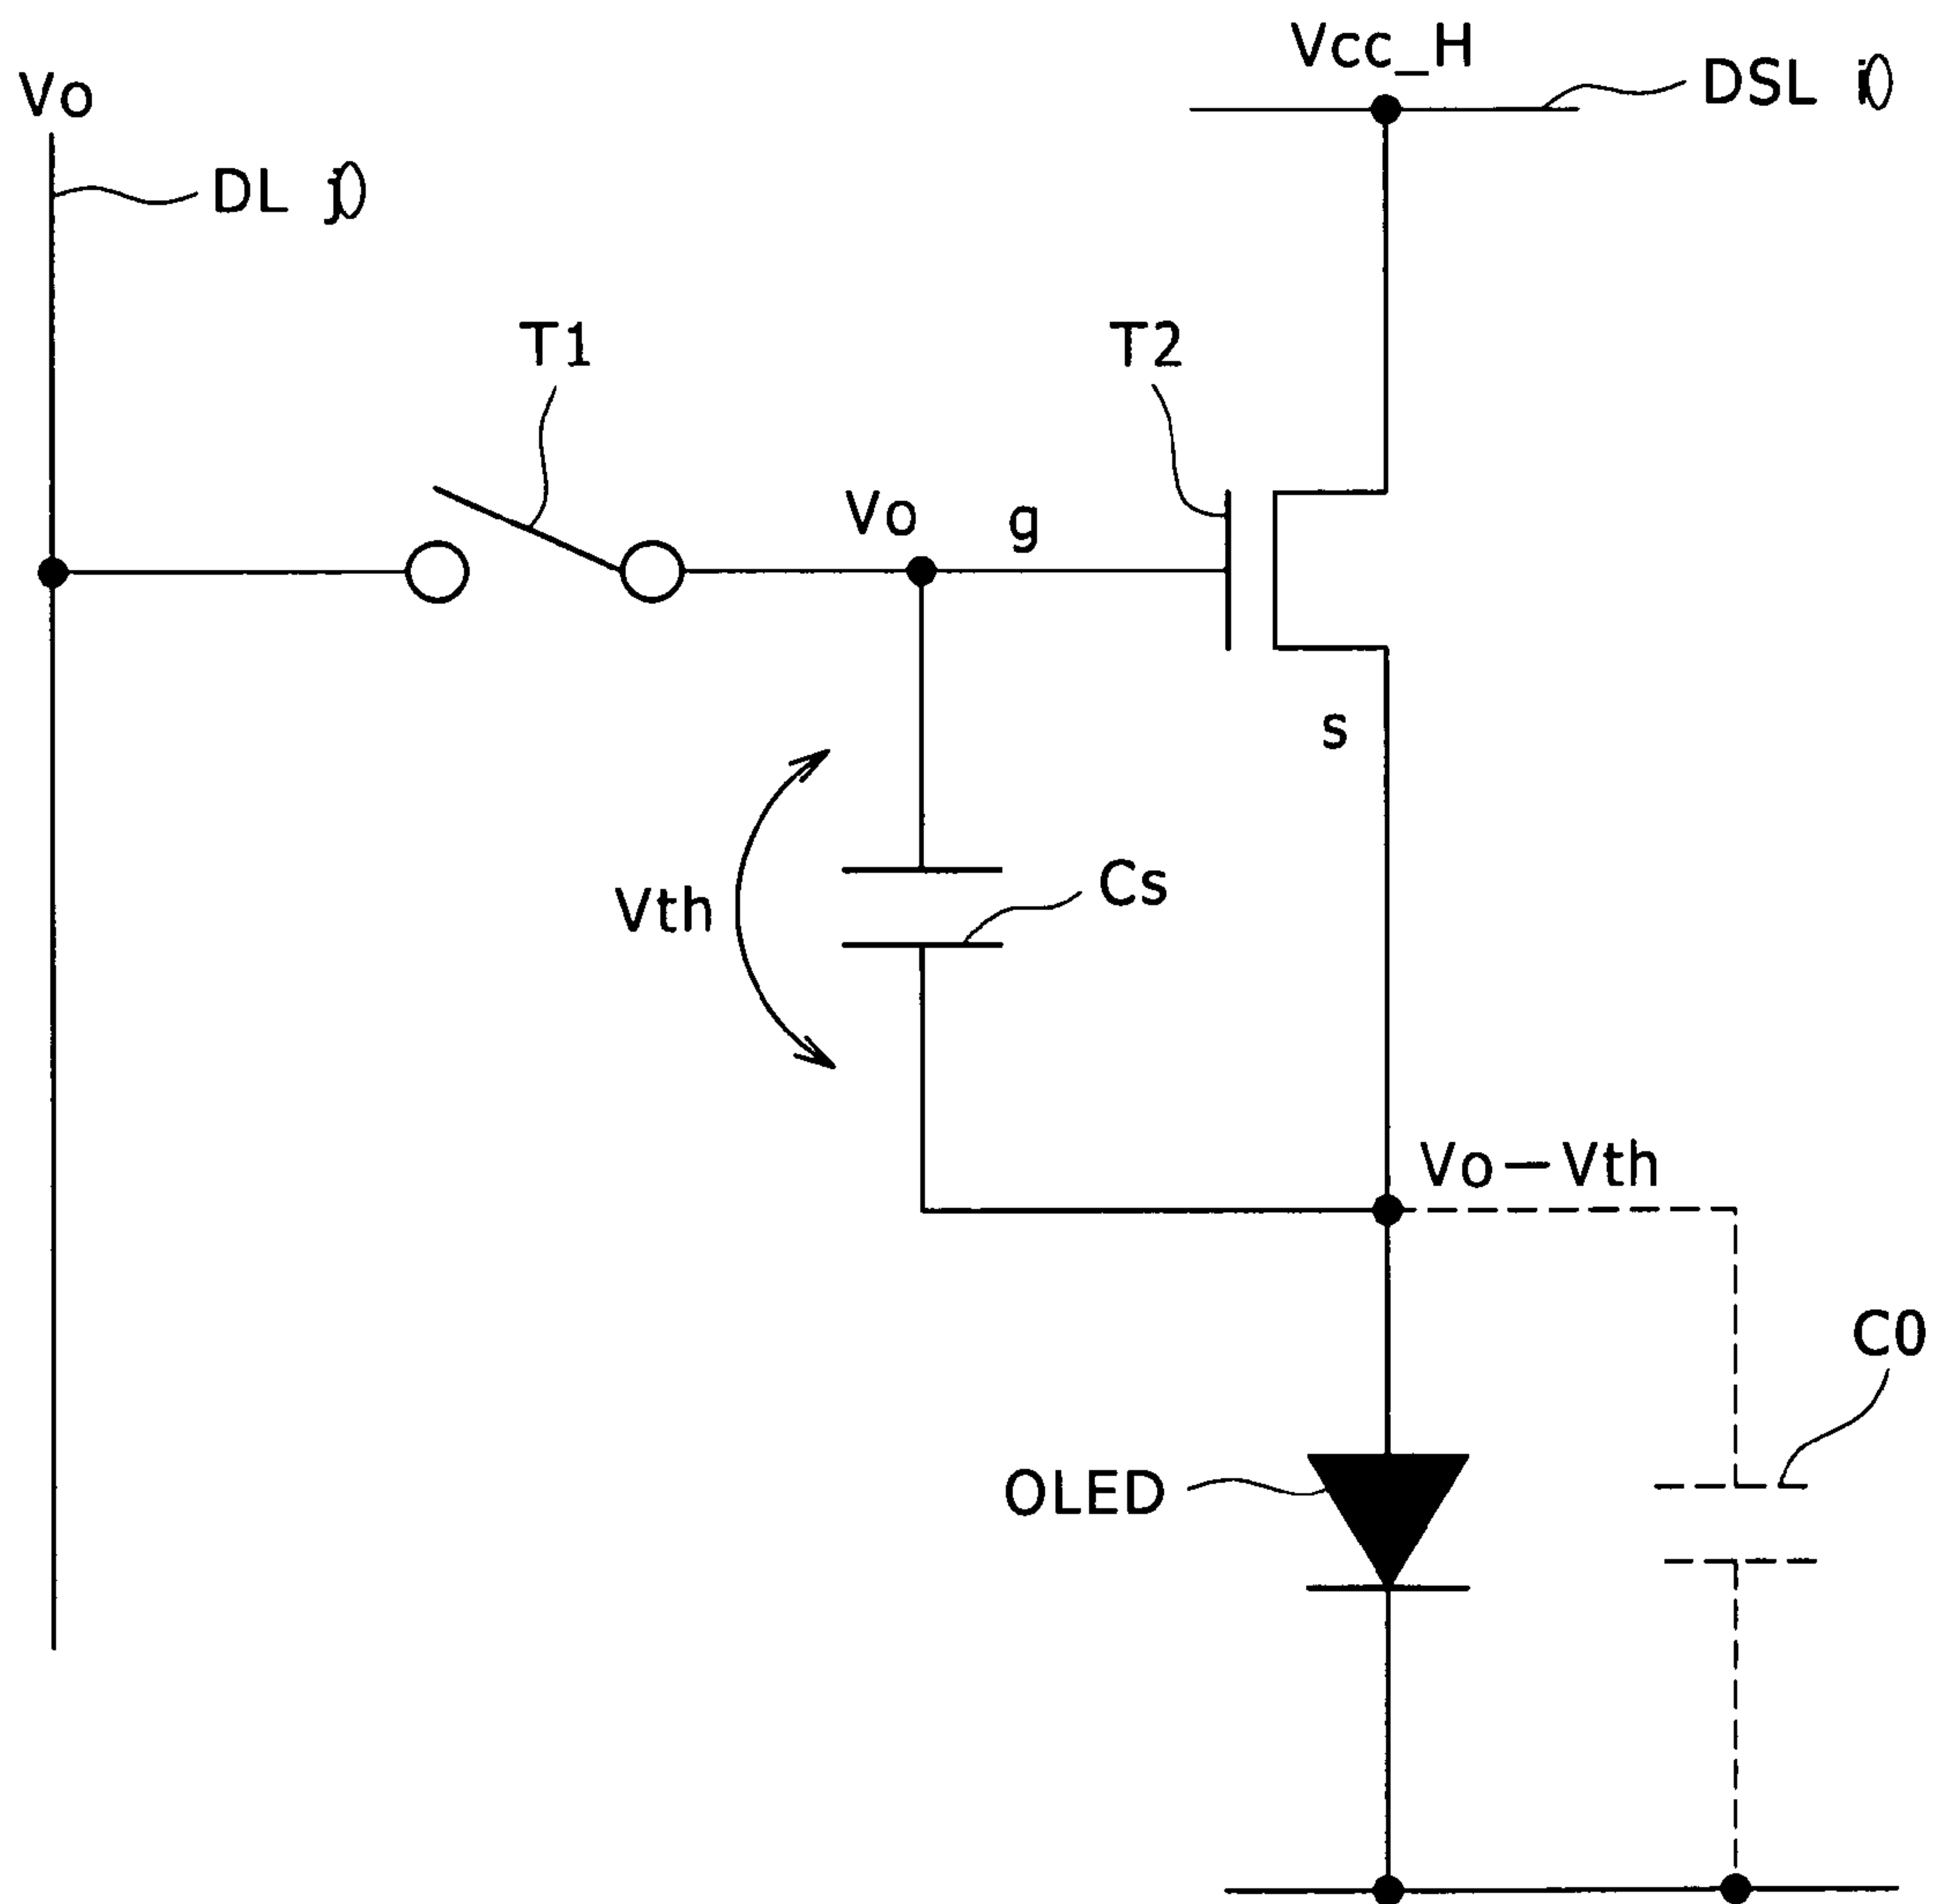 Vcc_H
DSL i()
Vo
DL j()
T1
T2
Vo
g
s
Vth
Cs
Vo−Vth
C0
OLED